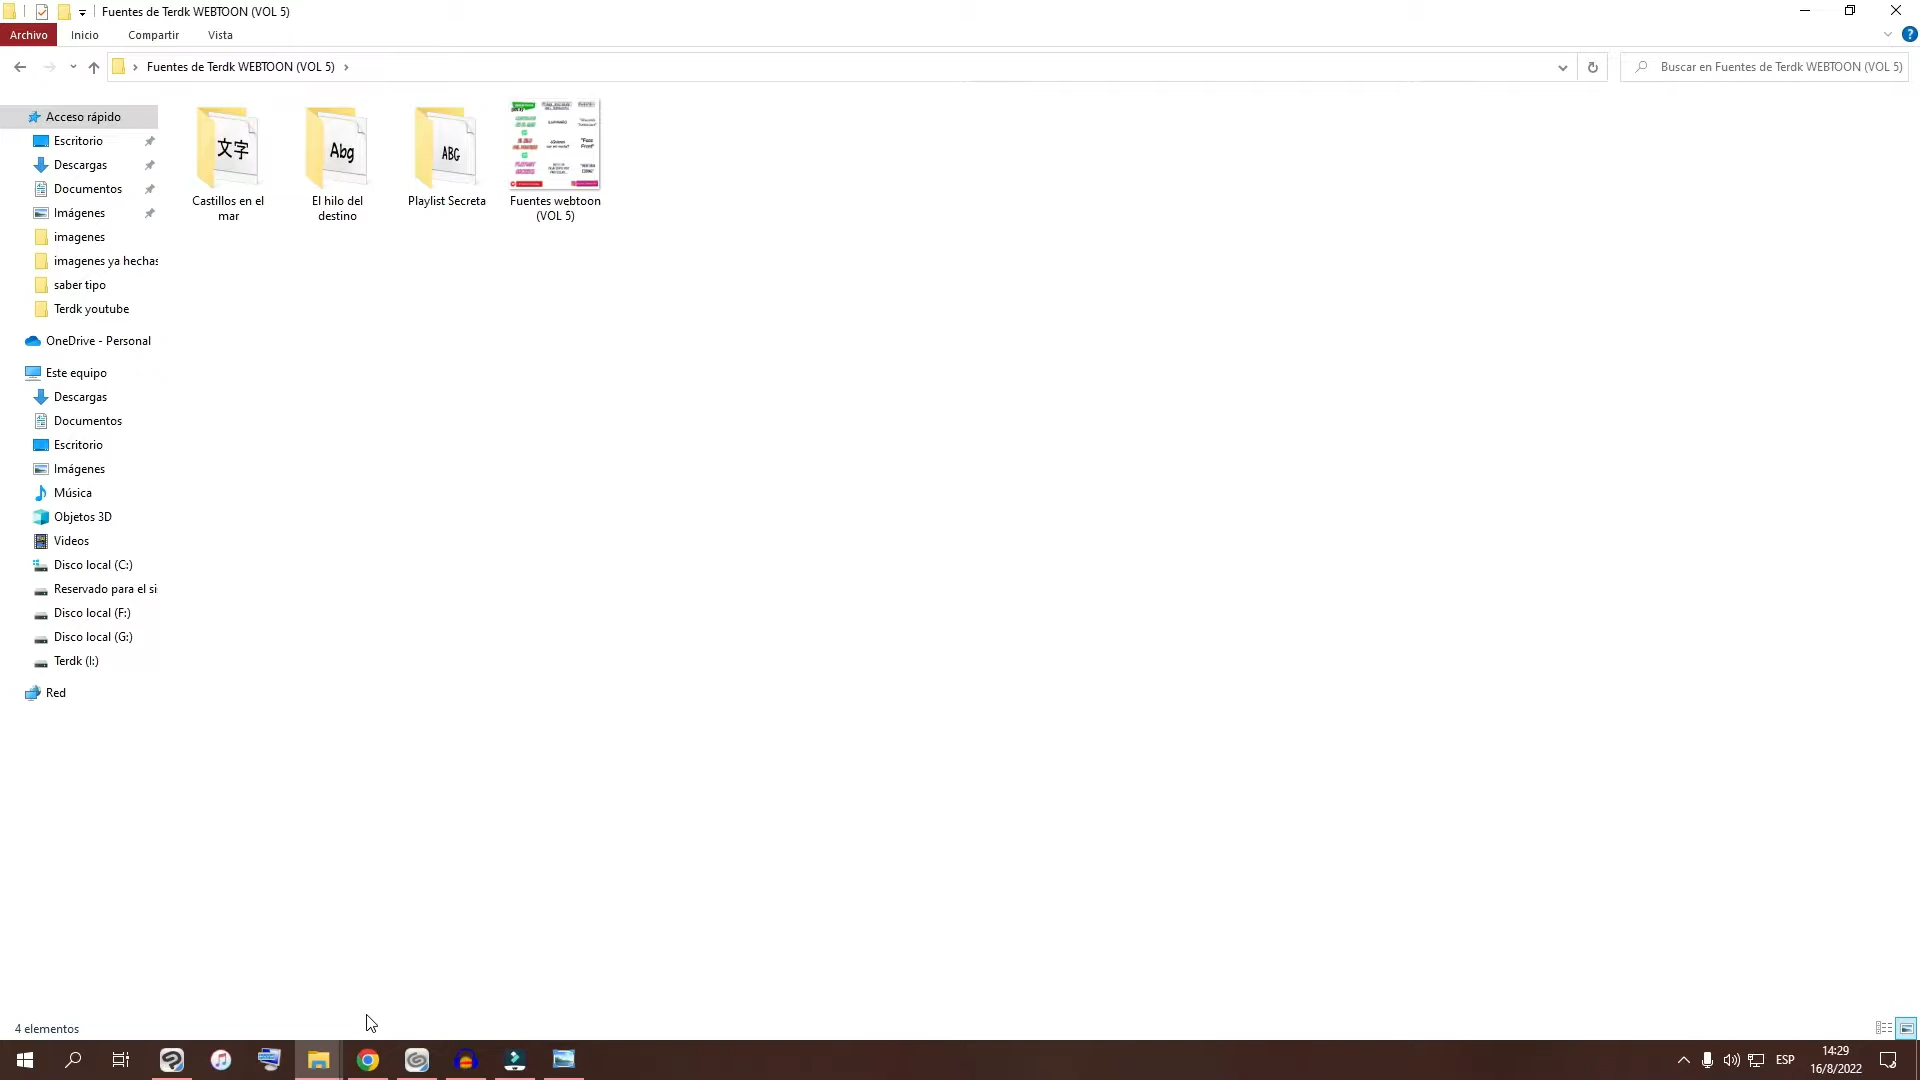 Fuentes de Terdk WEBTOON (VOL 5)
Archivo
Inicio
Compartir
Vista
Fuentes de Terdk WEBTOON (VOL 5)
Buscar en Fuentes de Terdk WEBTOON (VOL 5)
Acceso rápido
Escritorio
Descargas
Documentos
Imágenes
imagenes
imagenes ya hechas
saber tipo
Terdk youtube
OneDrive - Personal
Este equipo
Descargas
Documentos
Escritorio
Imágenes
Música
Objetos 3D
Videos
Disco local (C:)
Reservado para el si
Disco local (F:)
Disco local (G:)
Terdk (I:)
Red
文字
Castillos en el
mar
Abg
El hilo del
destino
ABG
Playlist Secreta
Fuentes webtoon
(VOL 5)
4 elementos
ESP
14:29
16/8/2022